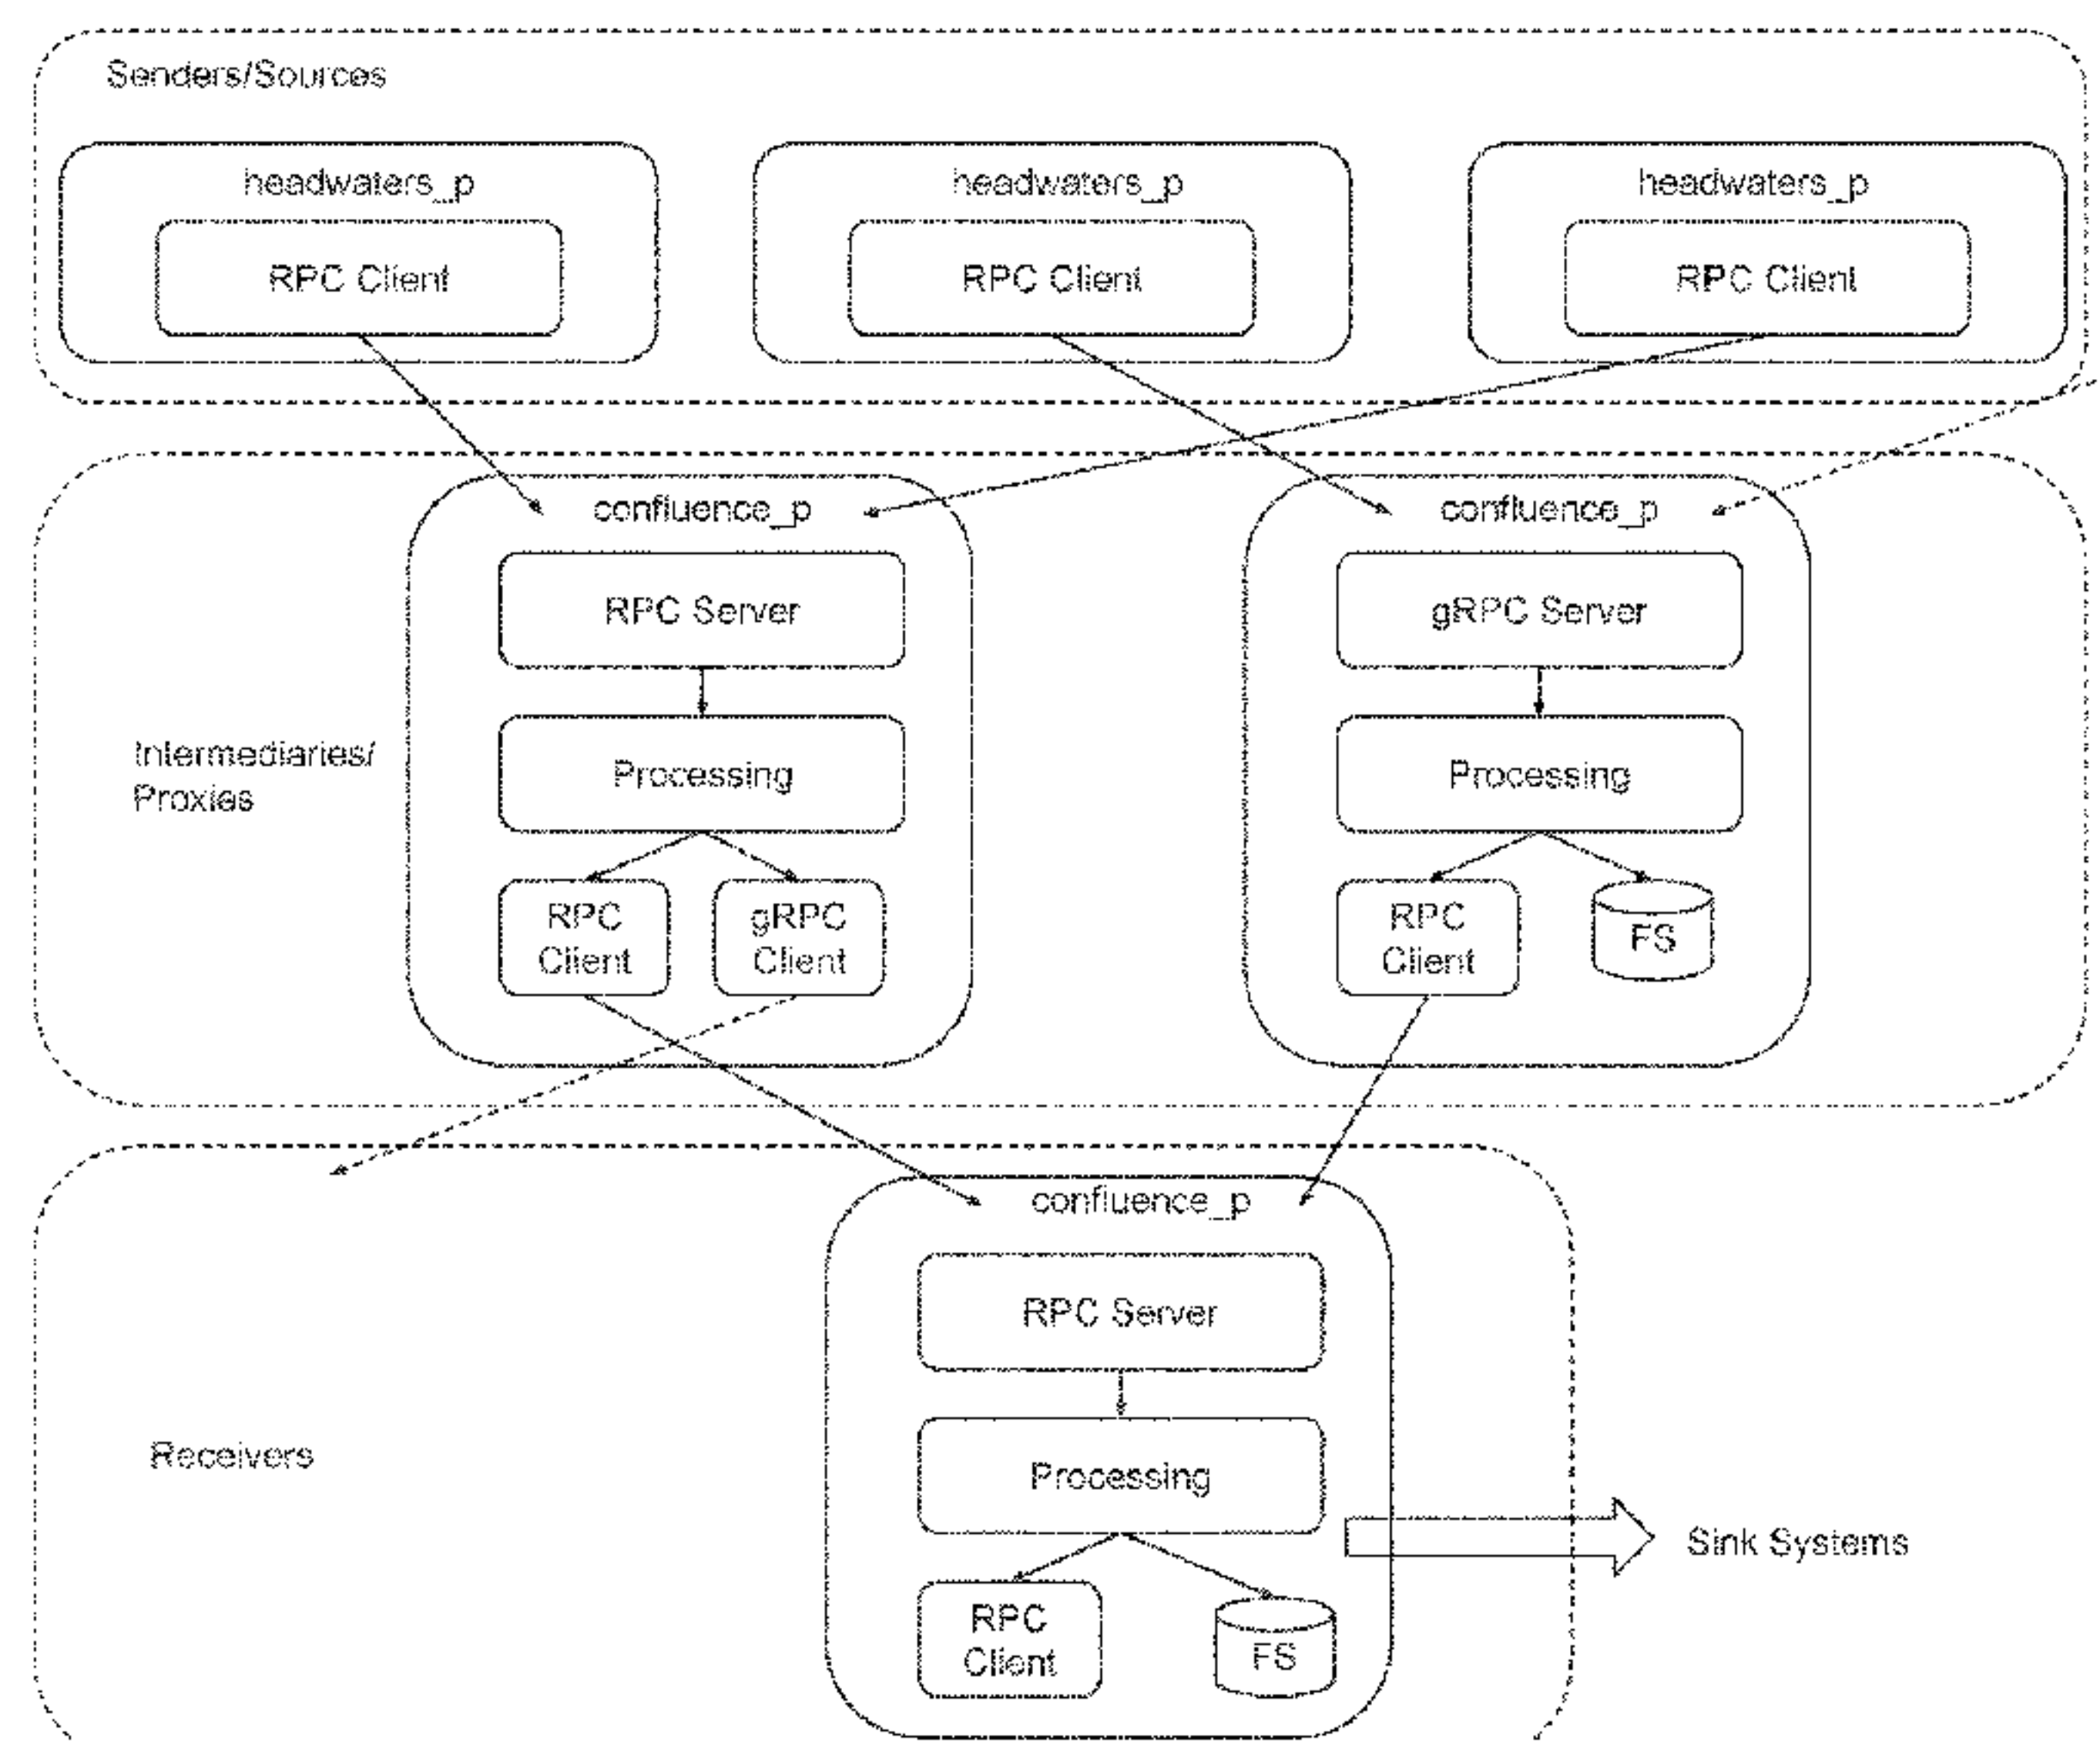 Senders/Sources
headwaters_p
headwaters_p
headwaters_p
RPC Client
RPC Client
RPC Client
confluence_p
confluence_p
RPC Server
gRPC Server
Intermediaries/
Proxies
Processing
Processing
RPC
Client
gRPC
Client
RPC
Client
FS
confluence_p
RPC Server
Receivers
Processing
Sink Systems
RPC
Client
FS